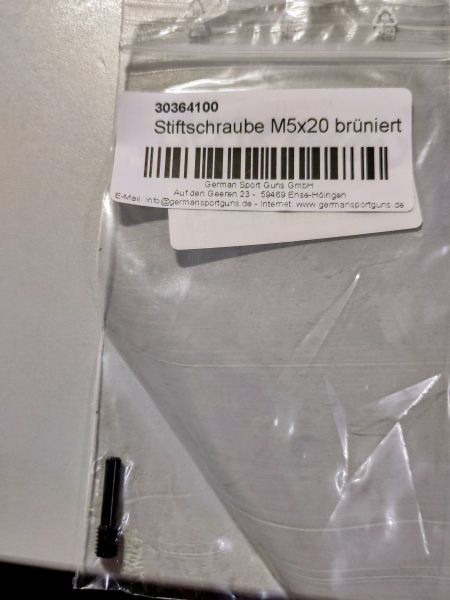 30364100
Stiftschraube M5x20 brüniert
German Sport Guns GmbH
Auf den Geeren 23 - 59469 Ense-Höingen
E-Mail: info@germansportguns.de - Internet: www.germansportguns.de